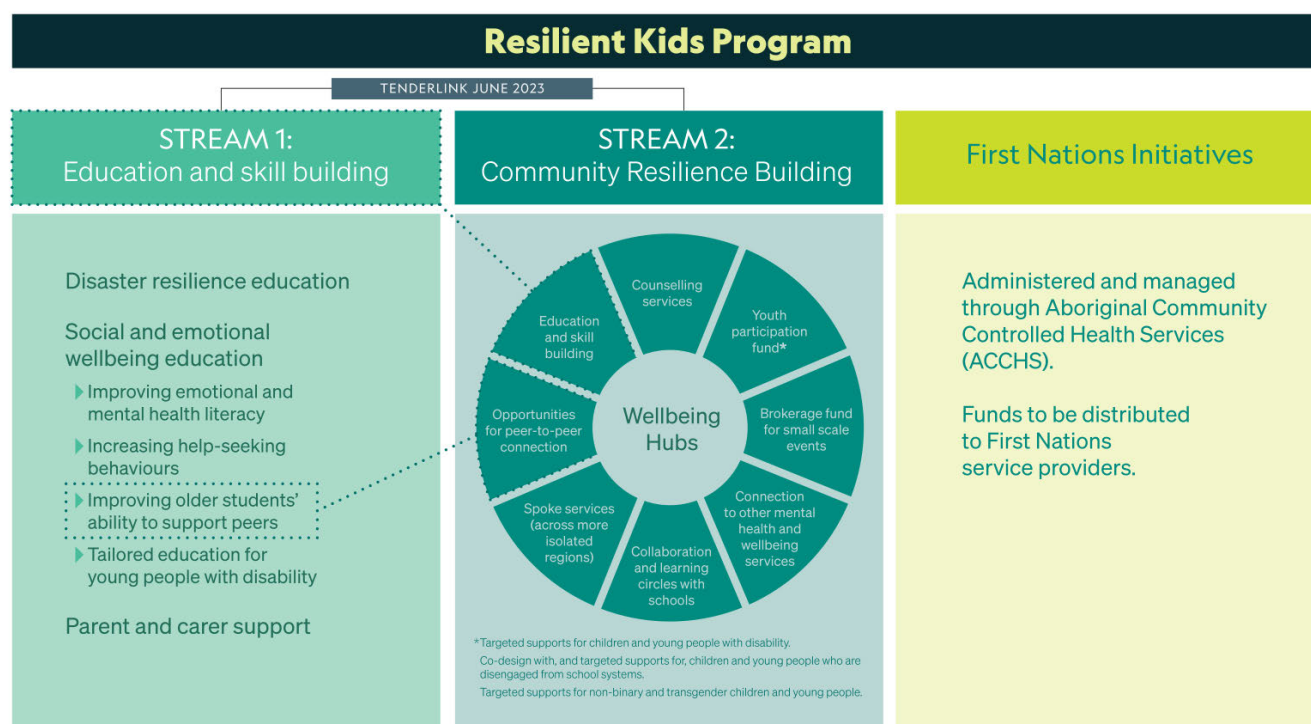 Resilient Kids Program
TENDERLINK JUNE 2023
STREAM 1:
Education and skill building
Disaster resilience education
Social and emotional
wellbeing education
Improving emotional and
mental health literacy
Increasing help-seeking
behaviours
Improving older students’
ability to support peers
Tailored education for
young people with disability
Parent and carer support
STREAM 2:
Community Resilience Building
Counselling
services
Youth
participation
fund*
Brokerage fund
for small scale
events
Connection
to other mental
health and
wellbeing
services
Collaboration
and learning
circles with
schools
Spoke services
(across more
isolated
regions)
Opportunities
for peer-to-peer
connection
Education
and skill
building
Wellbeing
Hubs
*Targeted supports for children and young people with disability.
Co-design with, and targeted supports for, children and young people who are
disengaged from school systems.
Targeted supports for non-binary and transgender children and young people.
First Nations Initiatives
Administered and managed
through Aboriginal Community
Controlled Health Services
(ACCHS).
Funds to be distributed
to First Nations
service providers.